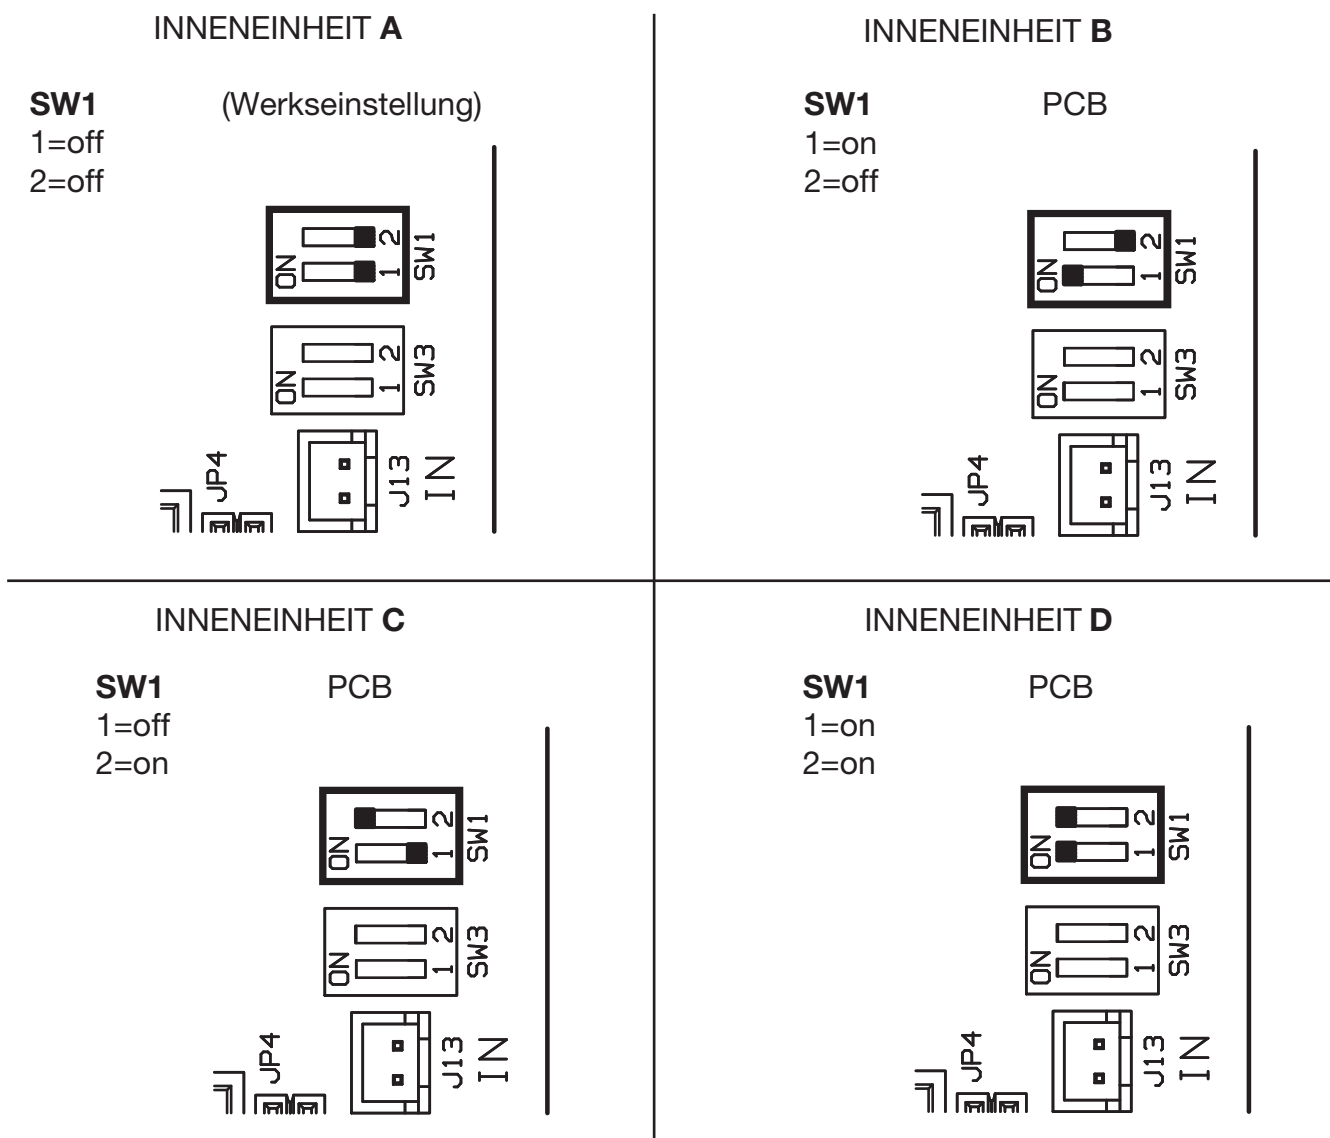 INNENEINHEIT A
SW1 (Werkseinstellung)
1=off
2=off
ON 2 1 SW1
ON 2 1 SW3
JP4 J13 IN
INNENEINHEIT B
SW1 PCB
1=on
2=off
ON 2 1 SW1
ON 2 1 SW3
JP4 J13 IN
INNENEINHEIT C
SW1 PCB
1=off
2=on
ON 2 1 SW1
ON 2 1 SW3
JP4 J13 IN
INNENEINHEIT D
SW1 PCB
1=on
2=on
ON 2 1 SW1
ON 2 1 SW3
JP4 J13 IN